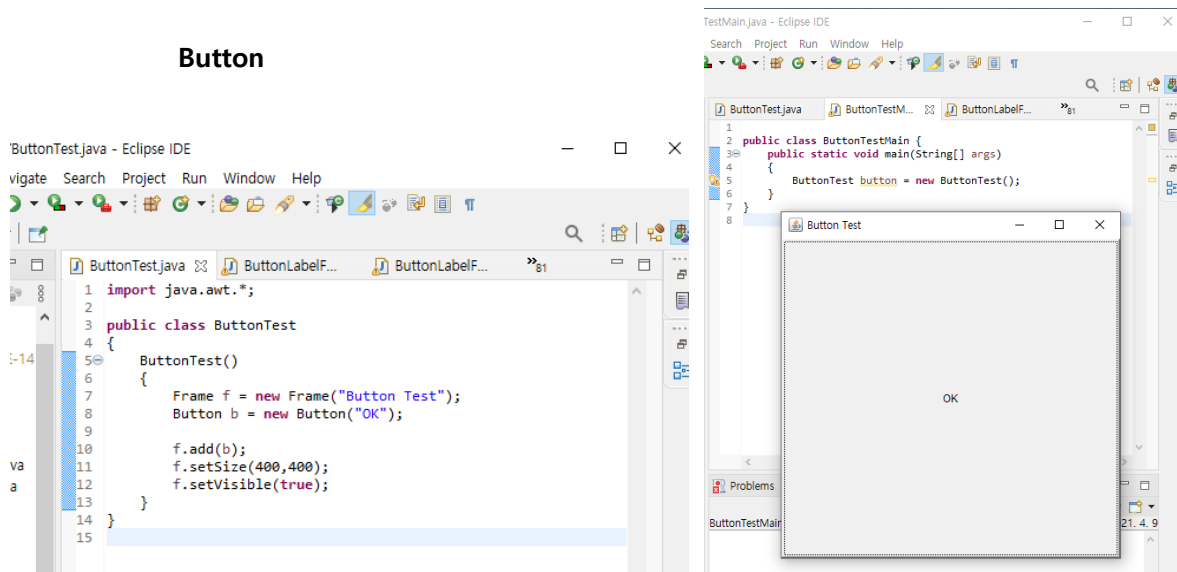 Button
'ButtonTest.java - Eclipse IDE
vigate Search Project Run Window Help
ButtonTest.java ButtonLabelF... ButtonLabelF... »81
1 import java.awt.*;
2
3 public class ButtonTest
4 {
5 ButtonTest()
6 {
7 Frame f = new Frame("Button Test");
8 Button b = new Button("OK");
9
10 f.add(b);
11 f.setSize(400,400);
12 f.setVisible(true);
13 }
14 }
15
E-14
va
a
TestMain.java - Eclipse IDE
Search Project Run Window Help
ButtonTest.java ButtonTestM... ButtonLabelF... »81
1
2 public class ButtonTestMain {
3 public static void main(String[] args)
4 {
5 ButtonTest button = new ButtonTest();
6 }
7 }
8
Button Test
OK
Problems
ButtonTestMain
21. 4. 9